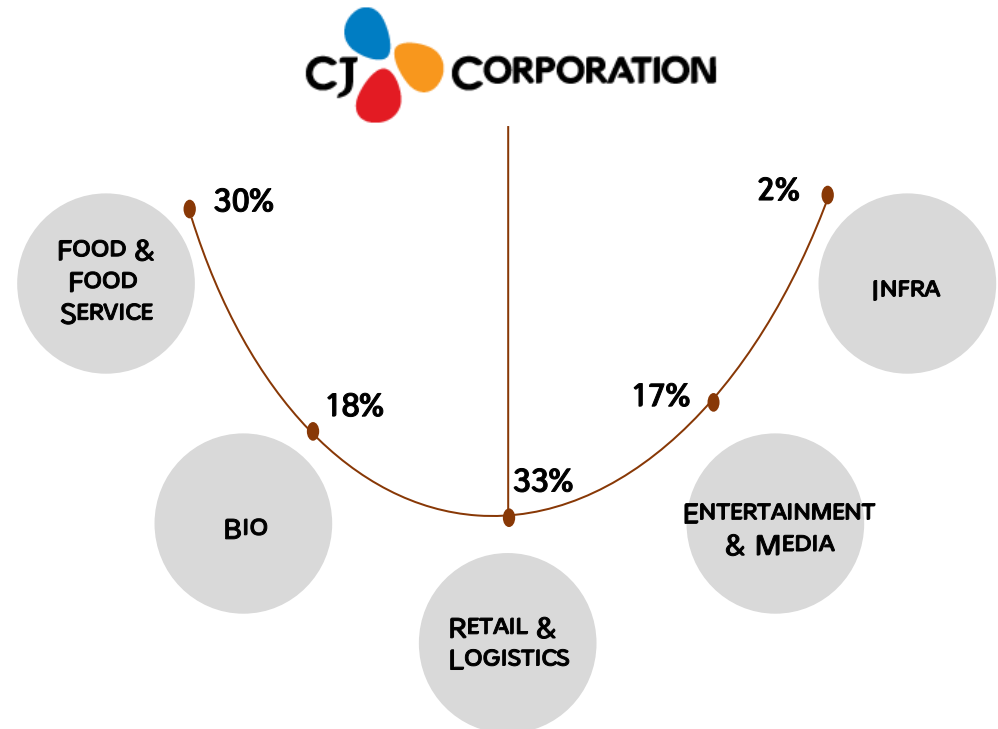 CJ CORPORATION
30%
2%
FOOD &
FOOD
SERVICE
INFRA
18%
17%
33%
BIO
ENTERTAINMENT
& MEDIA
RETAIL &
LOGISTICS